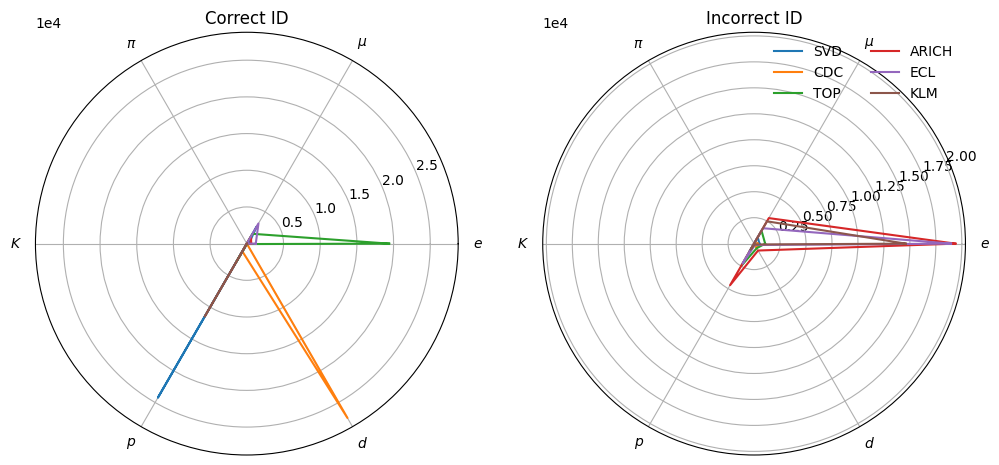 Correct ID
1e4
π
μ
K
e
p
d
0.5
1.0
1.5
2.0
2.5
Incorrect ID
1e4
π
μ
K
e
p
d
0.25
0.50
0.75
1.00
1.25
1.50
1.75
2.00
SVD
CDC
TOP
ARICH
ECL
KLM